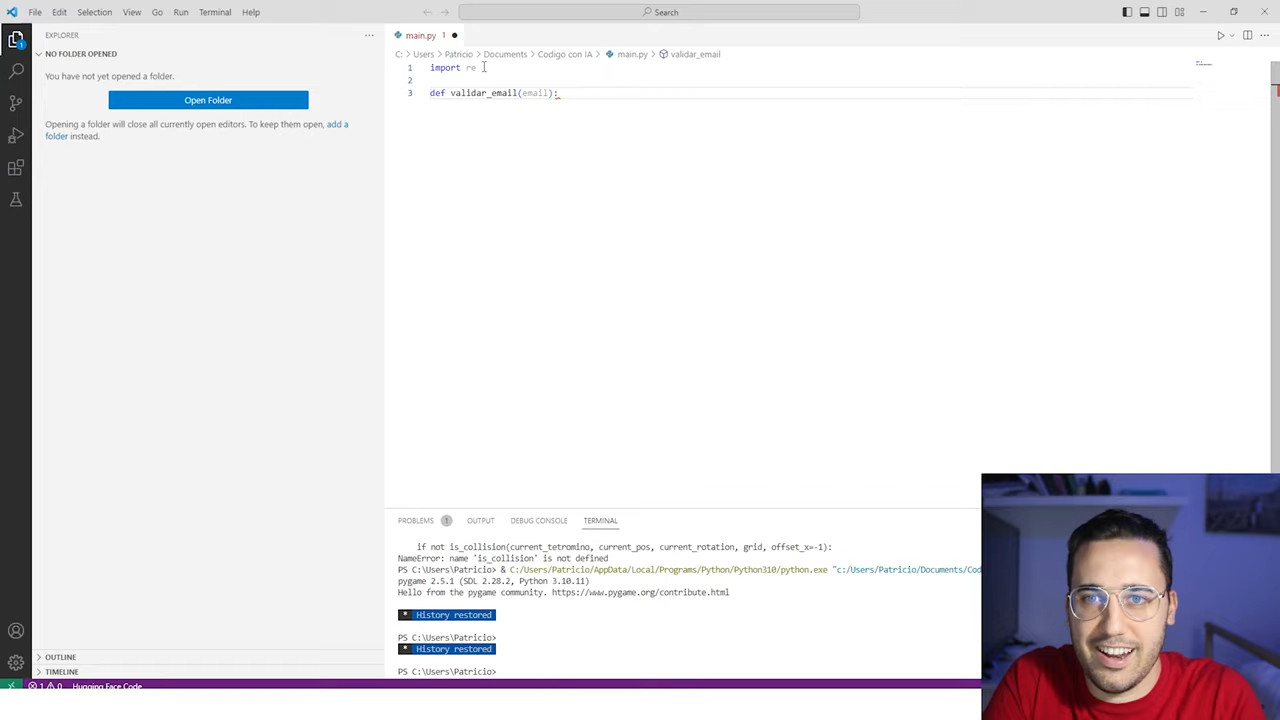 File Edit Selection View Go Run Terminal Help
Search
EXPLORER
NO FOLDER OPENED
You have not yet opened a folder.
Open Folder
Opening a folder will close all currently open editors. To keep them open, add a
folder instead.
OUTLINE
TIMELINE
main.py 1
C: > Users > Patricio > Documents > Codigo con IA > main.py > validar_email
1 import re
2
3 def validar_email(email):
PROBLEMS 1 OUTPUT DEBUG CONSOLE TERMINAL
if not is_collision(current_tetromino, current_pos, current_rotation, grid, offset_x=-1):
NameError: name 'is_collision' is not defined
PS C:\Users\Patricio> & C:/Users/Patricio/AppData/Local/Programs/Python/Python310/python.exe "c:/Users/Patricio/Documents/Cod
pygame 2.5.1 (SDL 2.28.2, Python 3.10.11)
Hello from the pygame community. https://www.pygame.org/contribute.html
* History restored
PS C:\Users\Patricio>
* History restored
PS C:\Users\Patricio>
1 0 Hugging Face Code